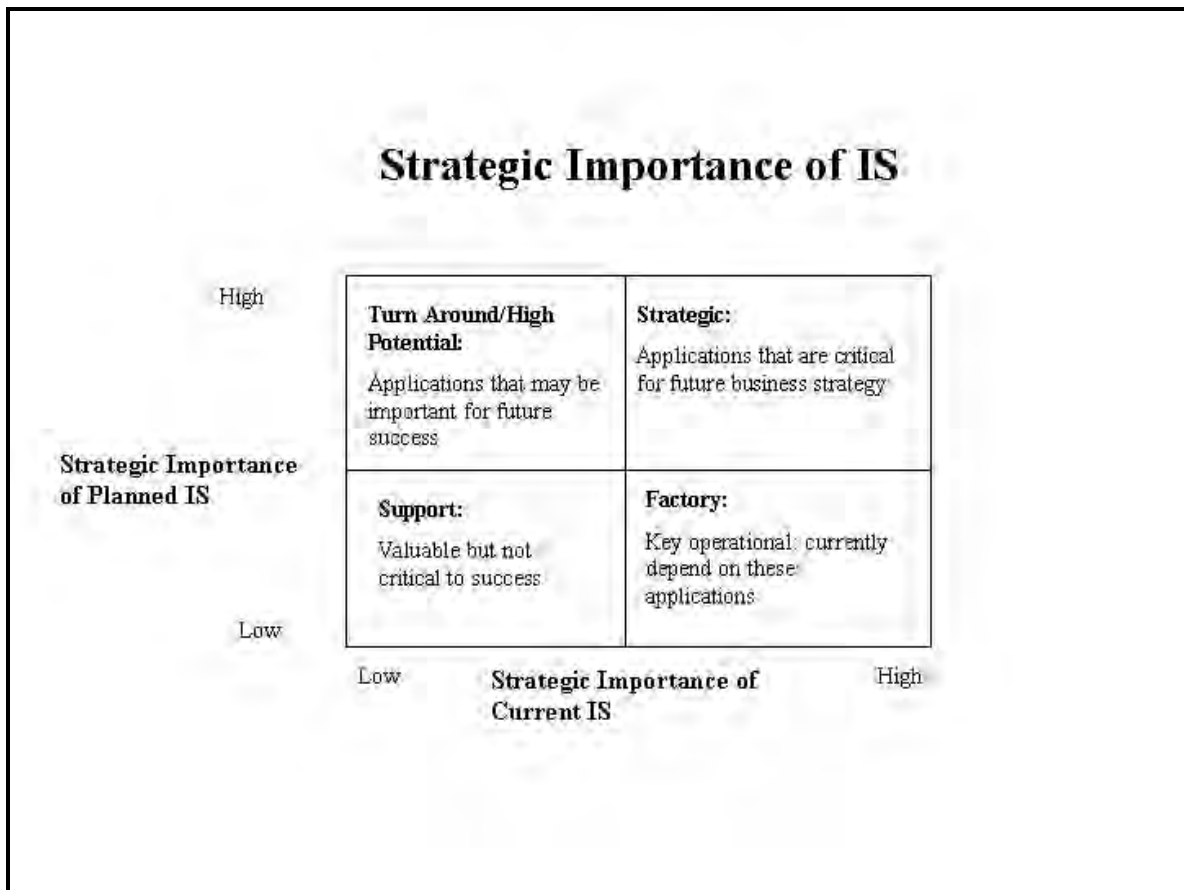 Strategic Importance of IS
High
Turn Around/High
Potential:
Applications that may be
important for future
success
Strategic:
Applications that are critical
for future business strategy
Strategic Importance
of Planned IS
Support:
Valuable but not
critical to success
Factory:
Key operational: currently
depend on these
applications
Low
Low
Strategic Importance of
Current IS
High